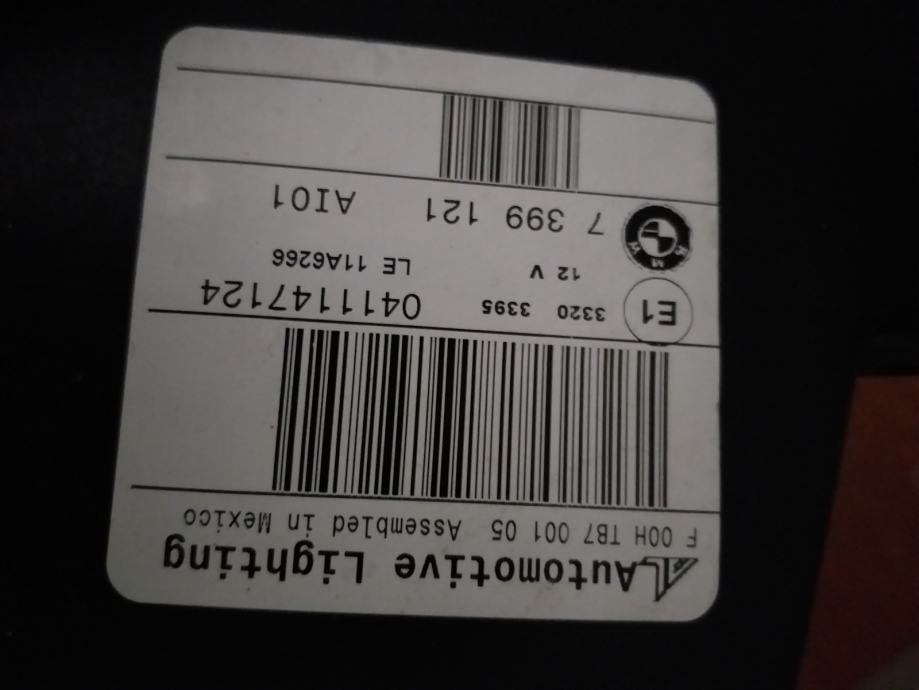 Automotive Lighting
F 00H TB7 001 05 Assembled in Mexico
E1 3320 3395 0411147124
12 V LE 11A6266
BMW 7 399 121 AI01